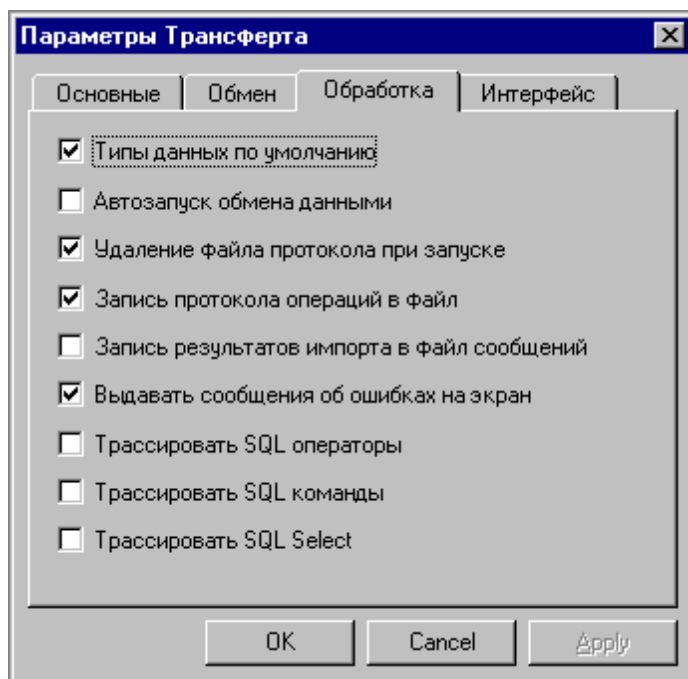 Параметры Трансферта
Основные Обмен Обработка Интерфейс
Типы данных по умолчанию
Автозапуск обмена данными
Удаление файла протокола при запуске
Запись протокола операций в файл
Запись результатов импорта в файл сообщений
Выдавать сообщения об ошибках на экран
Трассировать SQL операторы
Трассировать SQL команды
Трассировать SQL Select
OK Cancel Apply